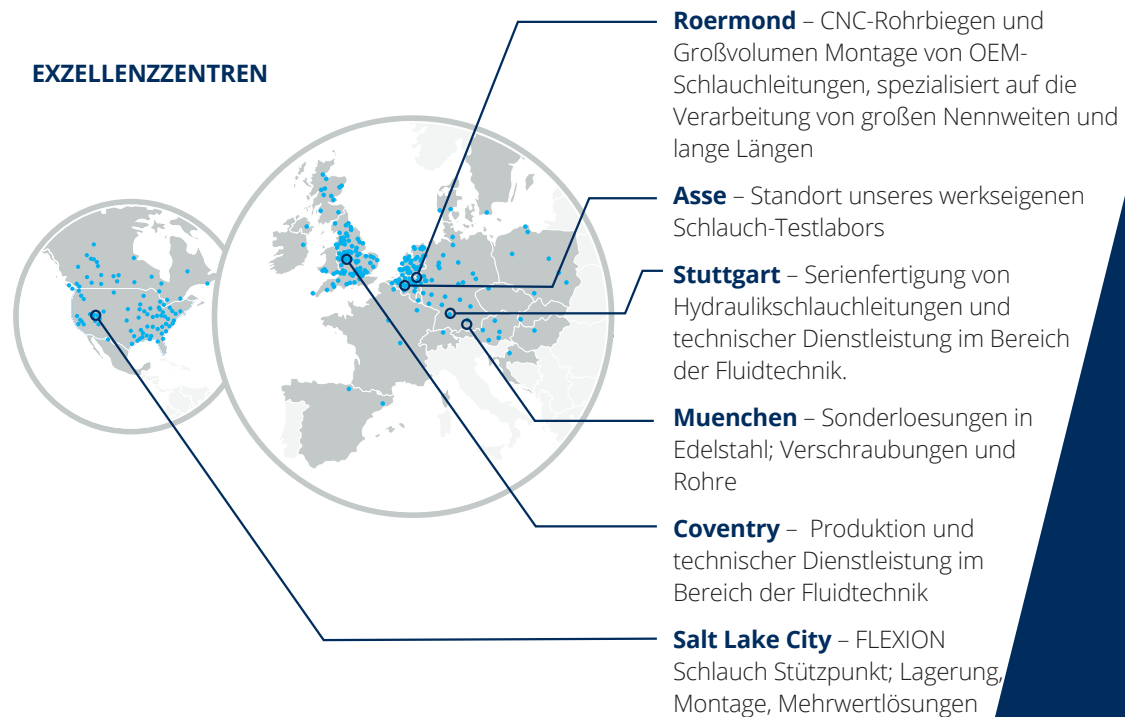 EXZELLENZZENTREN
Roermond – CNC-Rohrbiegen und
Großvolumen Montage von OEM-
Schlauchleitungen, spezialisiert auf die
Verarbeitung von großen Nennweiten und
lange Längen
Asse – Standort unseres werkseigenen
Schlauch-Testlabors
Stuttgart – Serienfertigung von
Hydraulikschlauchleitungen und
technischer Dienstleistung im Bereich
der Fluidtechnik.
Muenchen – Sonderloesungen in
Edelstahl; Verschraubungen und
Rohre
Coventry – Produktion und
technischer Dienstleistung im
Bereich der Fluidtechnik
Salt Lake City – FLEXION
Schlauch Stützpunkt; Lagerung,
Montage, Mehrwertlösungen